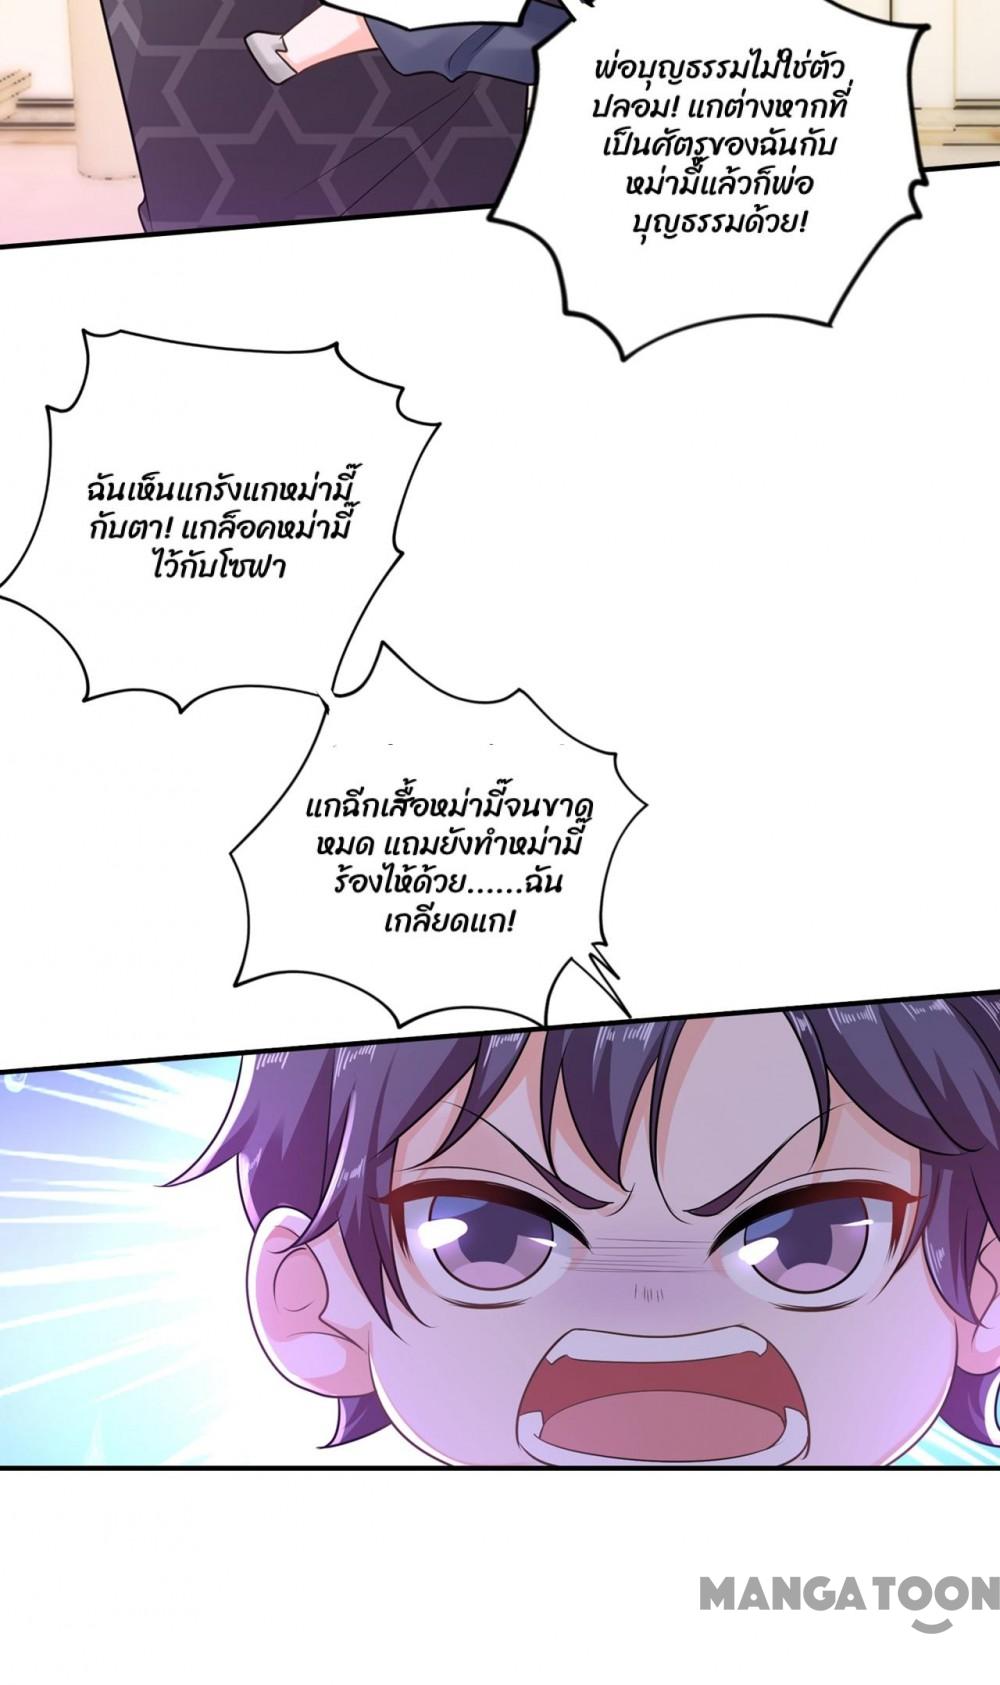 พ่อบุญธรรมไม่ใช่ตัว
ปลอม! แกต่างหากที่
เป็นศัตรูของฉันกับ
หม่ามี๊แล้วก็พ่อ
บุญธรรมด้วย!
ฉันเห็นแกรังแกหม่ามี๊
กับตา! แกล็อคหม่ามี๊
ไว้กับโซฟา
แกฉีกเสื้อหม่ามี๊จนขาด
หมด แถมยังทำหม่ามี๊
ร้องไห้ด้วย......ฉัน
เกลียดแก!
MANGATOON